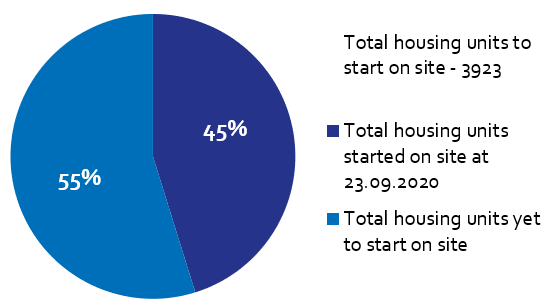 Total housing units to
start on site - 3923
45%
Total housing units
started on site at
23.09.2020
55%
Total housing units yet
to start on site